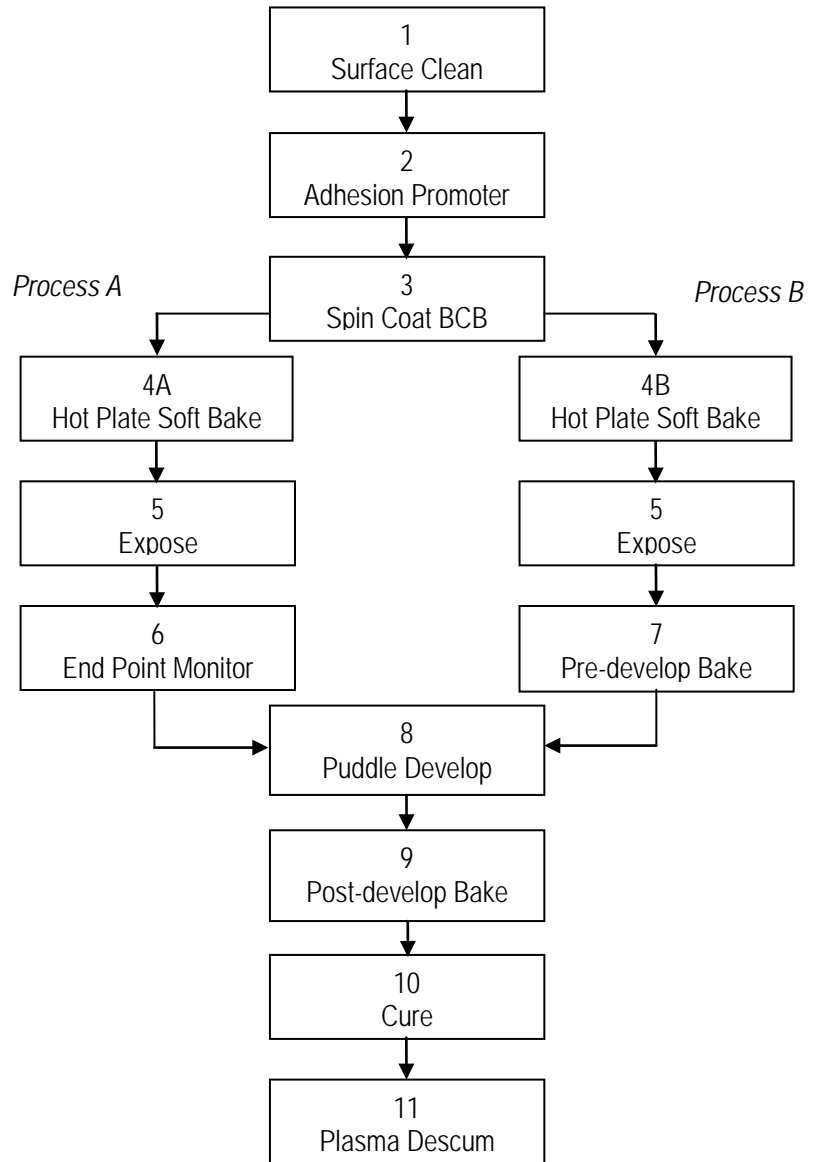 1
Surface Clean
2
Adhesion Promoter
Process A
3
Spin Coat BCB
Process B
4A
Hot Plate Soft Bake
4B
Hot Plate Soft Bake
5
Expose
5
Expose
6
End Point Monitor
7
Pre-develop Bake
8
Puddle Develop
9
Post-develop Bake
10
Cure
11
Plasma Descum